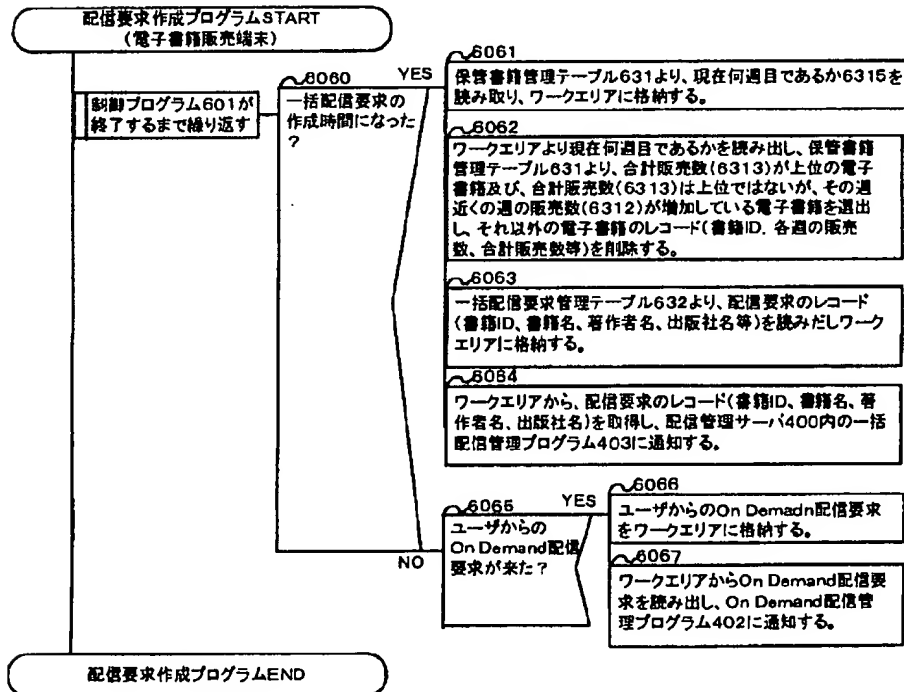 配信要求作成プログラムSTART
(電子書籍販売端末)
制御プログラム601が
終了するまで繰り返す
6060
一括配信要求の
作成時間になった
?
YES
6061
保管書籍管理テーブル631より、現在何週目であるか6315を
読み取り、ワークエリアに格納する。
6062
ワークエリアより現在何週目であるかを読み出し、保管書籍
管理テーブル631より、合計販売数(6313)が上位の電子
書籍及び、合計販売数(6313)は上位ではないが、その週
近くの週の販売数(6312)が増加している電子書籍を選出
し、それ以外の電子書籍のレコード(書籍ID. 各週の販売
数、合計販売数等)を削除する。
6063
一括配信要求管理テーブル632より、配信要求のレコード
(書籍ID、書籍名、著作者名、出版社名等)を読みだしワーク
エリアに格納する。
6064
ワークエリアから、配信要求のレコード(書籍ID、書籍名、著
作者名、出版社名)を取得し、配信管理サーバ400内の一括
配信管理プログラム403に通知する。
NO
6065
ユーザからの
On Demand配信
要求が来た?
YES
6066
ユーザからのOn Demadn配信要求
をワークエリアに格納する。
6067
ワークエリアからOn Demand配信要
求を読み出し、On Demand配信管
理プログラム402に通知する。
配信要求作成プログラムEND